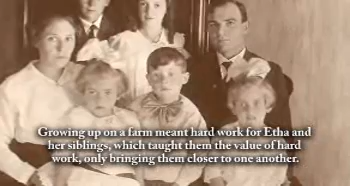 Growing up on a farm meant hard work for Etha and
her siblings, which taught them the value of hard
work, only bringing them closer to one another.